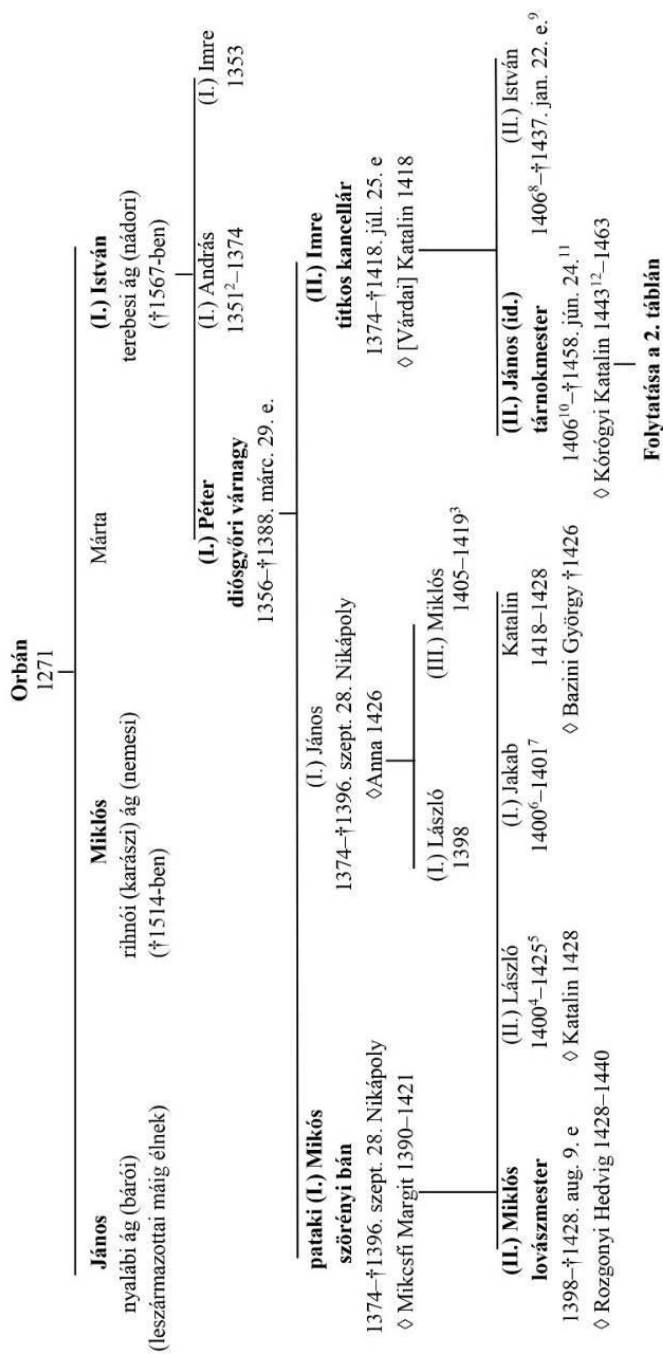 Orbán
1271
János
nyalábi ág (bárói)
(leszármazottai máig élnek)
Miklós
rihnói (karászi) ág (nemesi)
(†1514-ben)
Márta
(I.) István
terebesi ág (nádori)
(†1567-ben)
(I.) Péter
diósgyőri várnagy
1356–†1388. márc. 29. e.
(I.) András
1351²–1374
(I.) Imre
1353
pataki (I.) Mikós
szörényi bán
1374–†1396. szept. 28. Nikápoly
◊ Mikcsfi Margit 1390–1421
(I.) János
1374–†1396. szept. 28. Nikápoly
◊Anna 1426
(II.) Imre
titkos kancellár
1374–†1418. júl. 25. e
◊ [Várdai] Katalin 1418
(I.) László
1398
(III.) Miklós
1405–1419³
(II.) Miklós
lovászmester
1398–†1428. aug. 9. e
◊ Rozgonyi Hedvig 1428–1440
(II.) László
1400⁴–1425⁵
◊ Katalin 1428
(I.) Jakab
1400⁶–1401⁷
Katalin
1418–1428
◊ Bazini György †1426
(II.) János (id.)
tárnokmester
1406¹⁰–†1458. jún. 24.¹¹
◊ Kórógyi Katalin 1443¹²–1463
(II.) István
1406⁸–†1437. jan. 22. e.⁹
Folytatása a 2. táblán